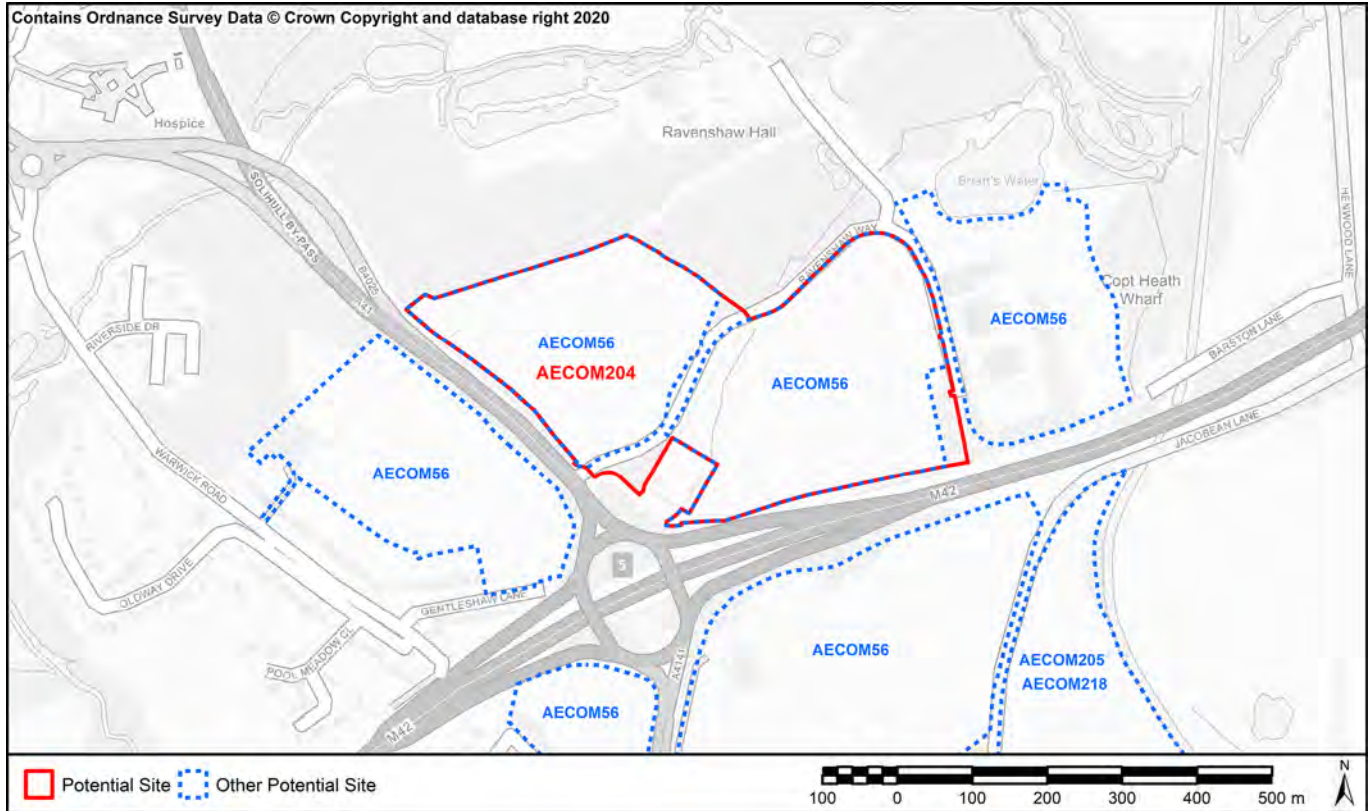 Contains Ordnance Survey Data © Crown Copyright and database right 2020
Hospice
Ravenshaw Hall
Brian's Water
SOLIHULL BY-PASS
B4025
A41
RAVENSHAW WAY
HENWOOD LANE
Copt Heath
Wharf
RIVERSIDE DR
AECOM56
AECOM204
AECOM56
AECOM56
BARSTON LANE
JACOBEAN LANE
AECOM56
WARWICK ROAD
M42
5
OLDWAY DRIVE
GENTLESHAW LANE
POOL MEADOW CL
A4141
AECOM56
AECOM205
AECOM218
AECOM56
M42
Potential Site
Other Potential Site
100 0 100 200 300 400 500 m
N